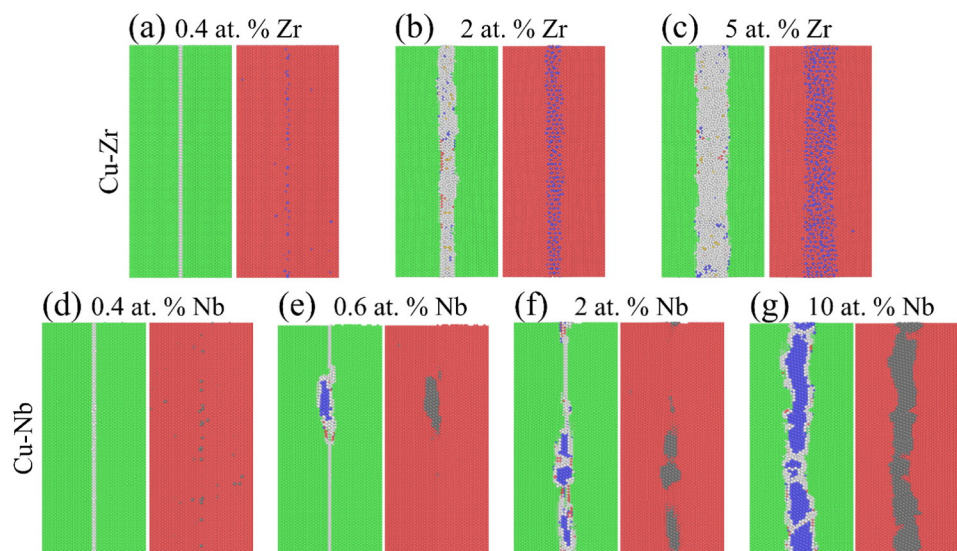 (a) 0.4 at. % Zr
(b) 2 at. % Zr
(c) 5 at. % Zr
Cu-Zr
(d) 0.4 at. % Nb
(e) 0.6 at. % Nb
(f) 2 at. % Nb
(g) 10 at. % Nb
Cu-Nb